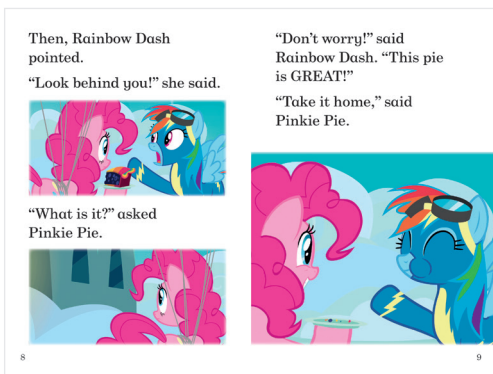 Then, Rainbow Dash
pointed.
“Look behind you!” she said.
“What is it?” asked
Pinkie Pie.
8
“Don’t worry!” said
Rainbow Dash. “This pie
is GREAT!”
“Take it home,” said
Pinkie Pie.
9